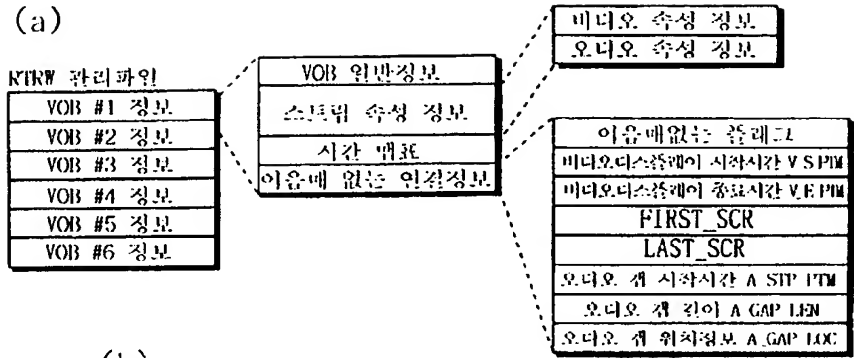 (a)
RTRW 관리파일
VOB #1 정보
VOB #2 정보
VOB #3 정보
VOB #4 정보
VOB #5 정보
VOB #6 정보
VOB 일반정보
스트림 속성 정보
시간 맵표
이음매 없는 연결정보
비디오 속성 정보
오디오 속성 정보
이음매없는 플래그
비디오디스플레이 시작시간 V_S_PTM
비디오디스플레이 종료시간 V_E_PTM
FIRST_SCR
LAST_SCR
오디오 갭 시작시간 A_STP_PTM
오디오 갭 길이 A_GAP_LEN
오디오 갭 위치정보 A_GAP_LOC